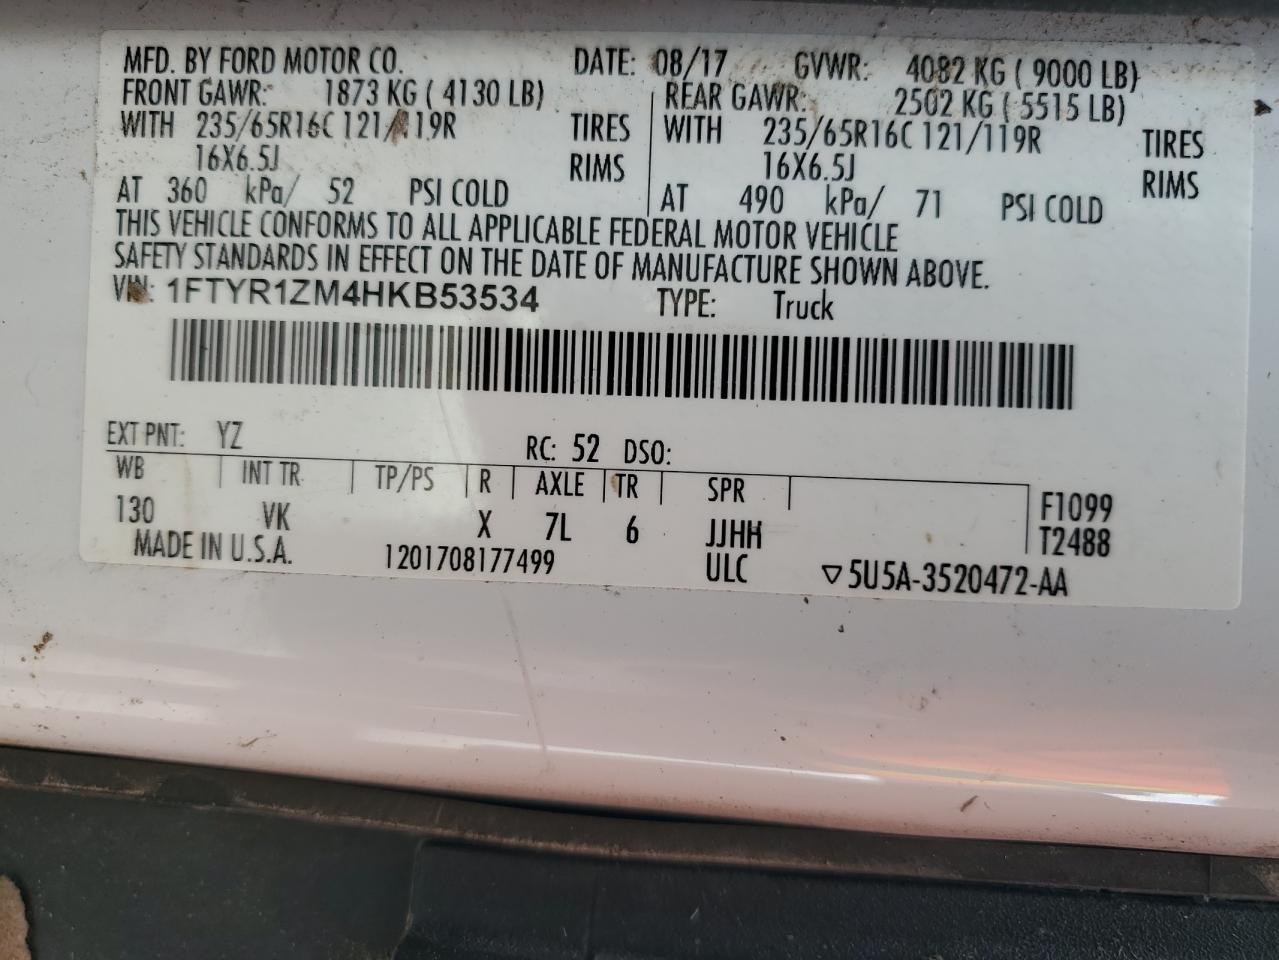 MFD. BY FORD MOTOR CO. DATE: 08/17 GVWR: 4082 KG ( 9000 LB)
FRONT GAWR: 1873 KG ( 4130 LB) REAR GAWR: 2502 KG ( 5515 LB)
WITH 235/65R16C 121/119R TIRES WITH 235/65R16C 121/119R TIRES
16X6.5J RIMS 16X6.5J RIMS
AT 360 kPa/ 52 PSI COLD AT 490 kPa/ 71 PSI COLD
THIS VEHICLE CONFORMS TO ALL APPLICABLE FEDERAL MOTOR VEHICLE
SAFETY STANDARDS IN EFFECT ON THE DATE OF MANUFACTURE SHOWN ABOVE.
VIN: 1FTYR1ZM4HKB53534 TYPE: Truck
EXT PNT: YZ RC: 52 DSO:
WB INT TR TP/PS R AXLE TR SPR
130 VK X 7L 6 JJHH F1099
T2488
MADE IN U.S.A. 1201708177499 ULC ▽5U5A-3520472-AA